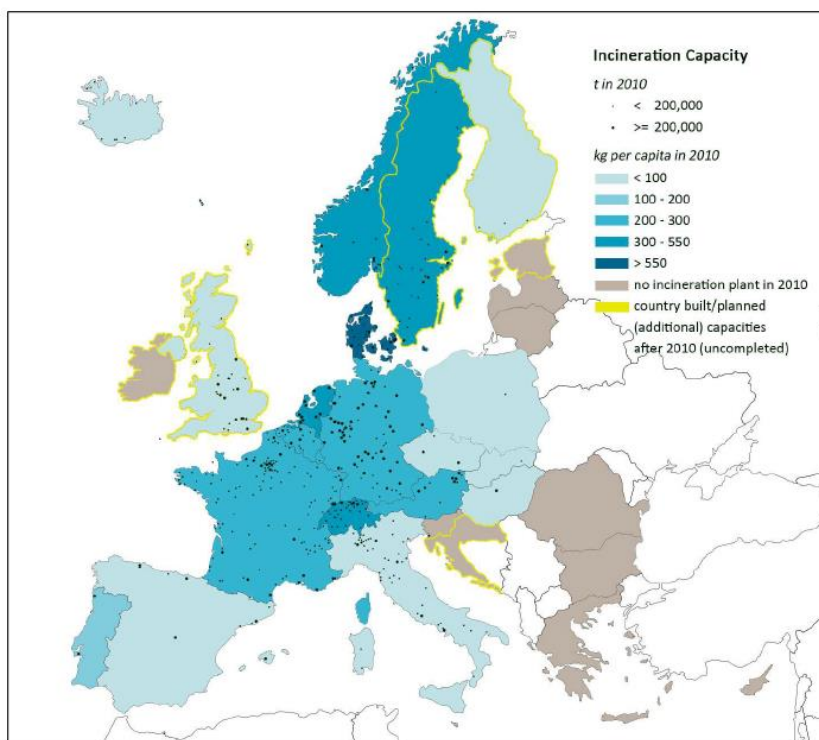 Incineration Capacity
t in 2010
< 200,000
>= 200,000
kg per capita in 2010
< 100
100 - 200
200 - 300
300 - 550
> 550
no incineration plant in 2010
country built/planned
(additional) capacities
after 2010 (uncompleted)